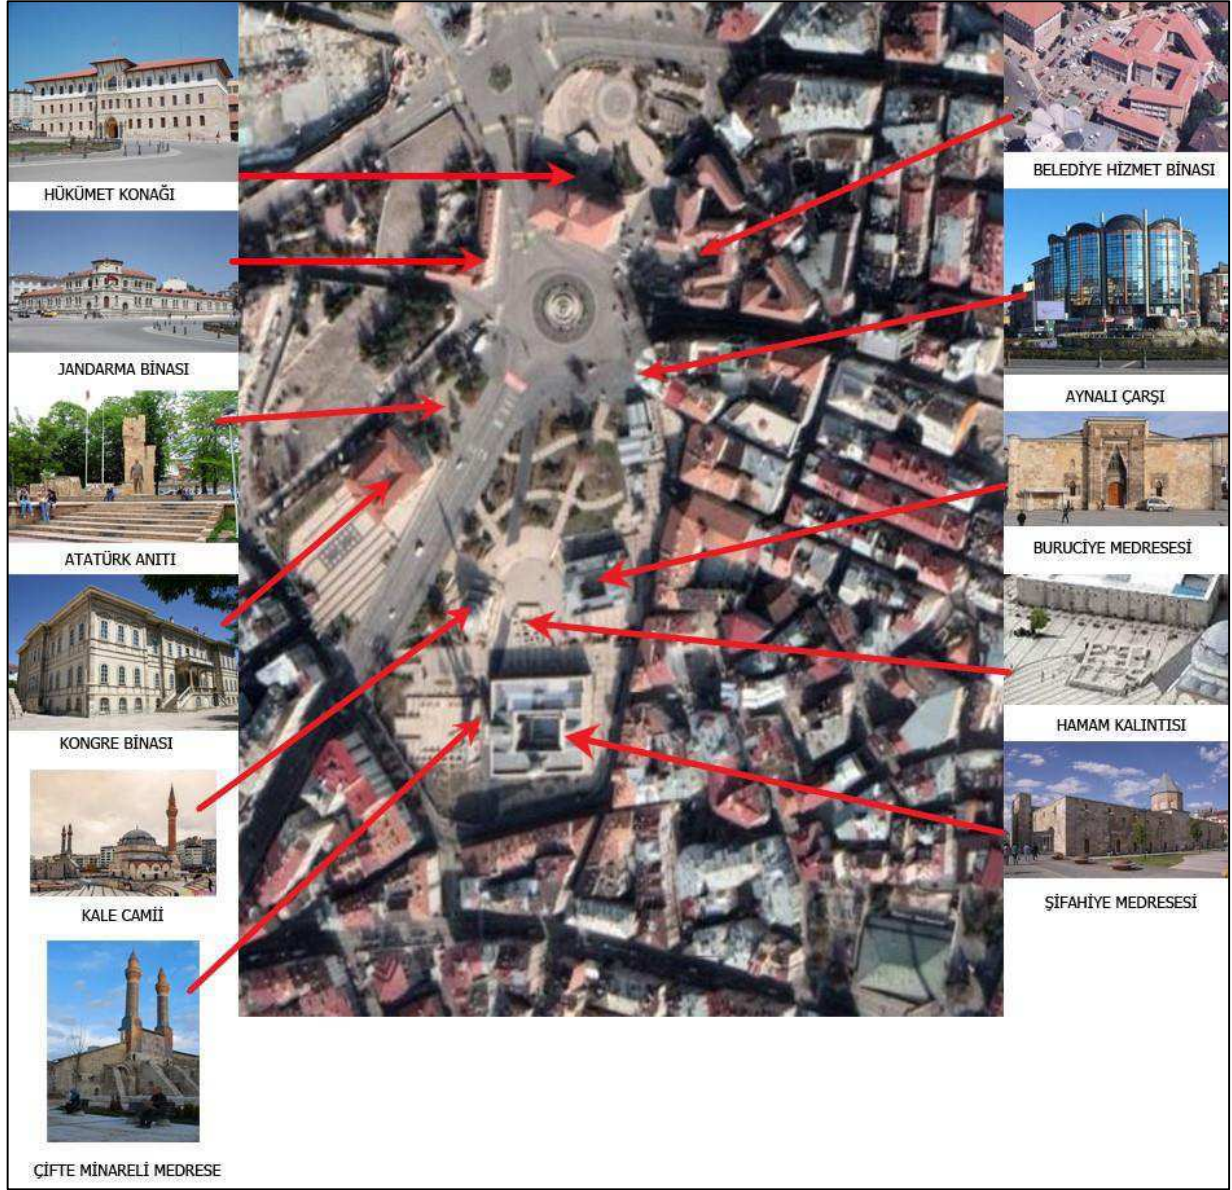 HÜKÜMET KONAĞI
JANDARMA BİNASI
ATATÜRK ANITI
KONGRE BİNASI
KALE CAMİİ
ÇİFTE MİNARELİ MEDRESE
BELEDİYE HİZMET BİNASI
AYNALI ÇARŞI
BURUCİYE MEDRESESİ
HAMAM KALINTISI
ŞİFAHİYE MEDRESESİ